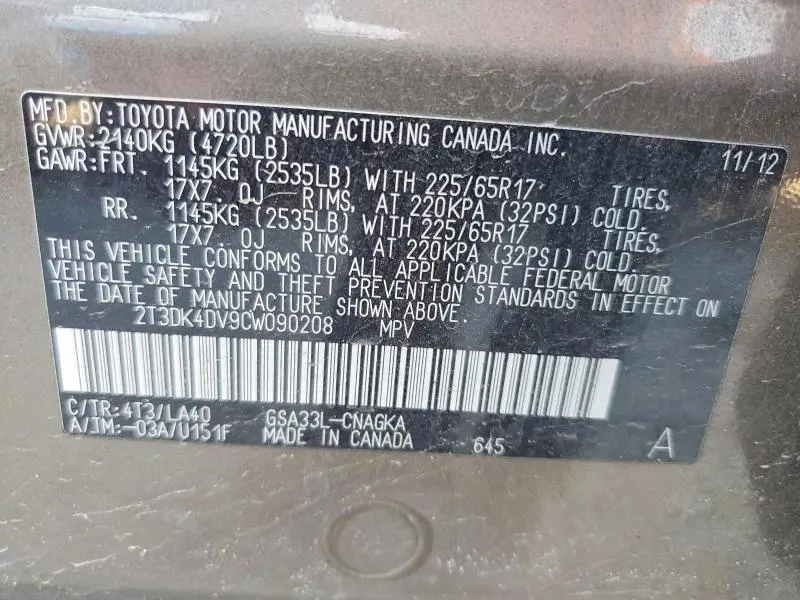 MFD.BY:TOYOTA MOTOR MANUFACTURING CANADA INC.
GVWR:2140KG (4720LB) 11/12
GAWR:FRT. 1145KG (2535LB) WITH 225/65R17 TIRES,
17X7. 0J RIMS, AT 220KPA (32PSI) COLD.
RR. 1145KG (2535LB) WITH 225/65R17 TIRES,
17X7. 0J RIMS, AT 220KPA (32PSI) COLD.
THIS VEHICLE CONFORMS TO ALL APPLICABLE FEDERAL MOTOR
VEHICLE SAFETY AND THEFT PREVENTION STANDARDS IN EFFECT ON
THE DATE OF MANUFACTURE SHOWN ABOVE.
2T3DK4DV9CW090208 MPV
C/TR:4T3/LA40 GSA33L-CNAGKA
A/TM:-03A/U151F MADE IN CANADA 645 A